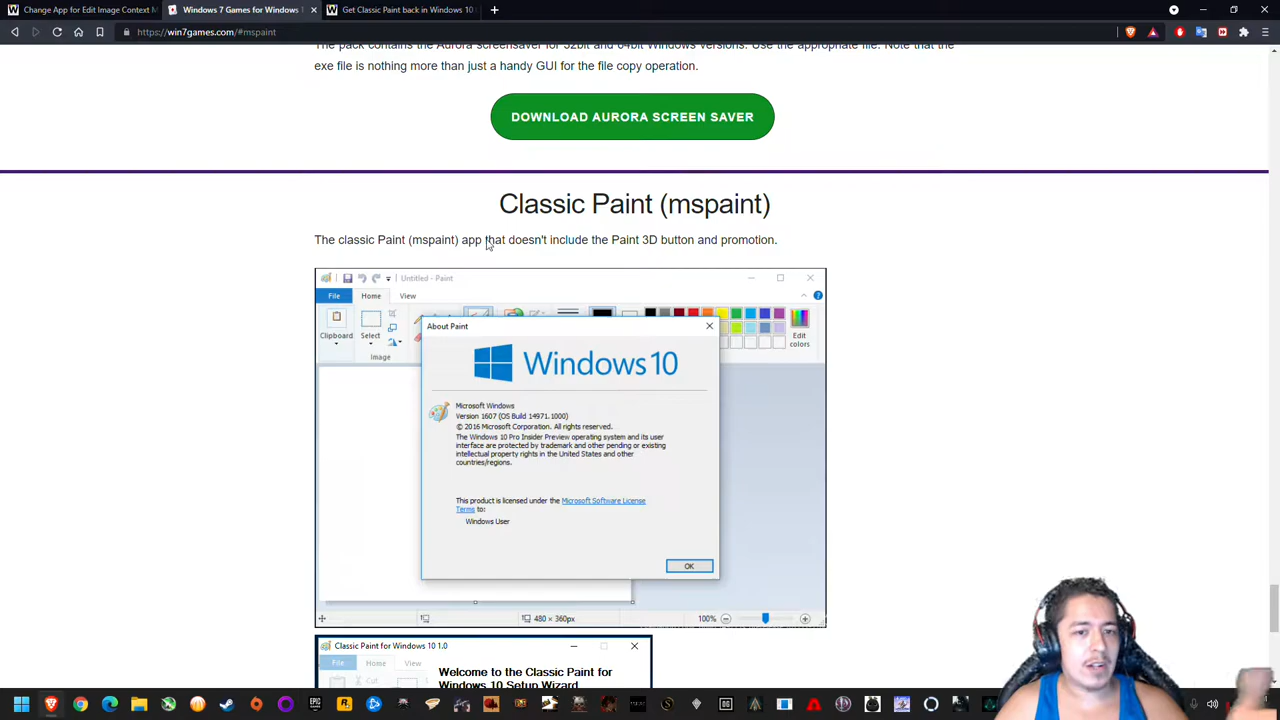 Change App for Edit Image Context M
Windows 7 Games for Windows 1
Get Classic Paint back in Windows 10
https://win7games.com/#mspaint
The pack contains the Aurora screensaver for 32bit and 64bit Windows versions. Use the appropriate file. Note that the
exe file is nothing more than just a handy GUI for the file copy operation.
DOWNLOAD AURORA SCREEN SAVER
Classic Paint (mspaint)
The classic Paint (mspaint) app that doesn't include the Paint 3D button and promotion.
Untitled - Paint
File Home View
Clipboard
Select
Image
Edit
colors
About Paint
Windows 10
Microsoft Windows
Version 1607 (OS Build 14971.1000)
© 2016 Microsoft Corporation. All rights reserved.
The Windows 10 Pro Insider Preview operating system and its user
interface are protected by trademark and other pending or existing
intellectual property rights in the United States and other
countries/regions.
This product is licensed under the Microsoft Software License
Terms to:
Windows User
OK
480 × 360px
100%
Classic Paint for Windows 10 1.0
File Home View
Cut
Welcome to the Classic Paint for
Windows 10 Setup Wizard